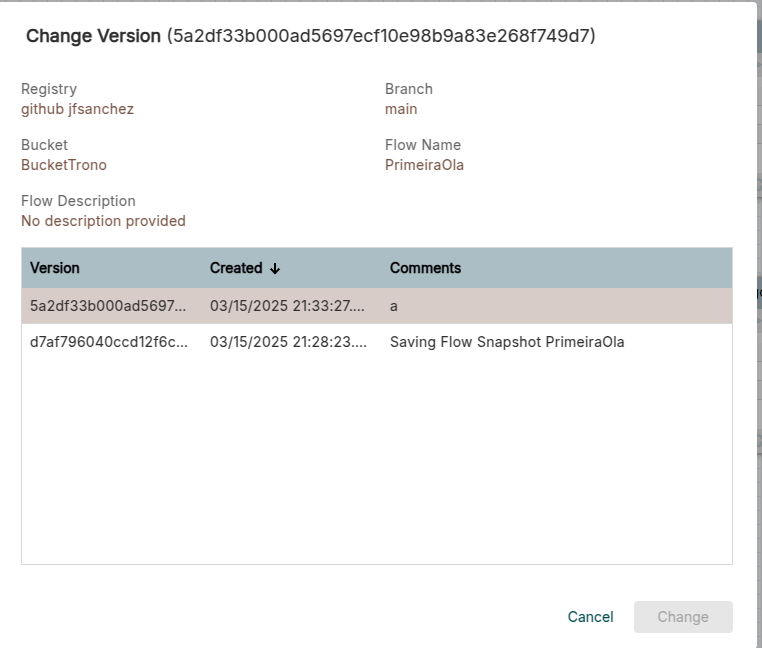 Change Version (5a2df33b000ad5697ecf10e98b9a83e268f749d7)
Registry
github jfsanchez
Branch
main
Bucket
BucketTrono
Flow Name
PrimeiraOla
Flow Description
No description provided
Version Created ↓ Comments
5a2df33b000ad5697... 03/15/2025 21:33:27.... a
d7af796040ccd12f6c... 03/15/2025 21:28:23.... Saving Flow Snapshot PrimeiraOla
Cancel Change